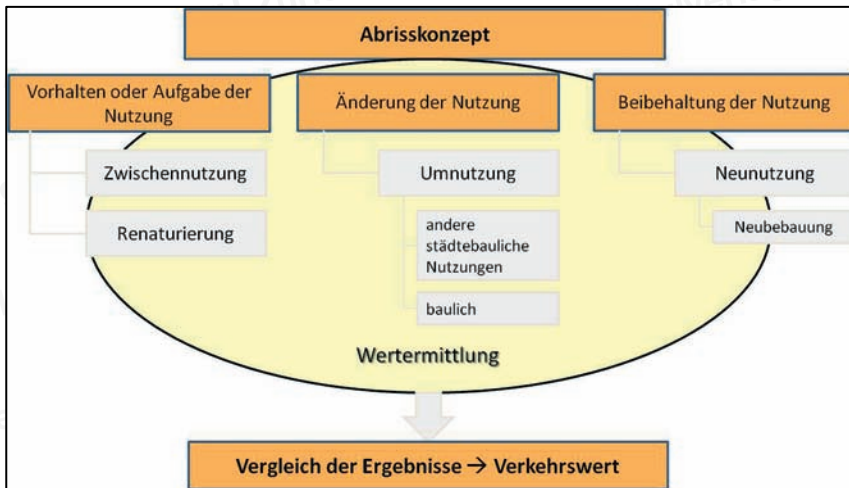 Abrisskonzept
Vorhalten oder Aufgabe der
Nutzung
Zwischennutzung
Renaturierung
Änderung der Nutzung
Umnutzung
andere
städtebauliche
Nutzungen
baulich
Beibehaltung der Nutzung
Neunutzung
Neubebauung
Wertermittlung
Vergleich der Ergebnisse → Verkehrswert